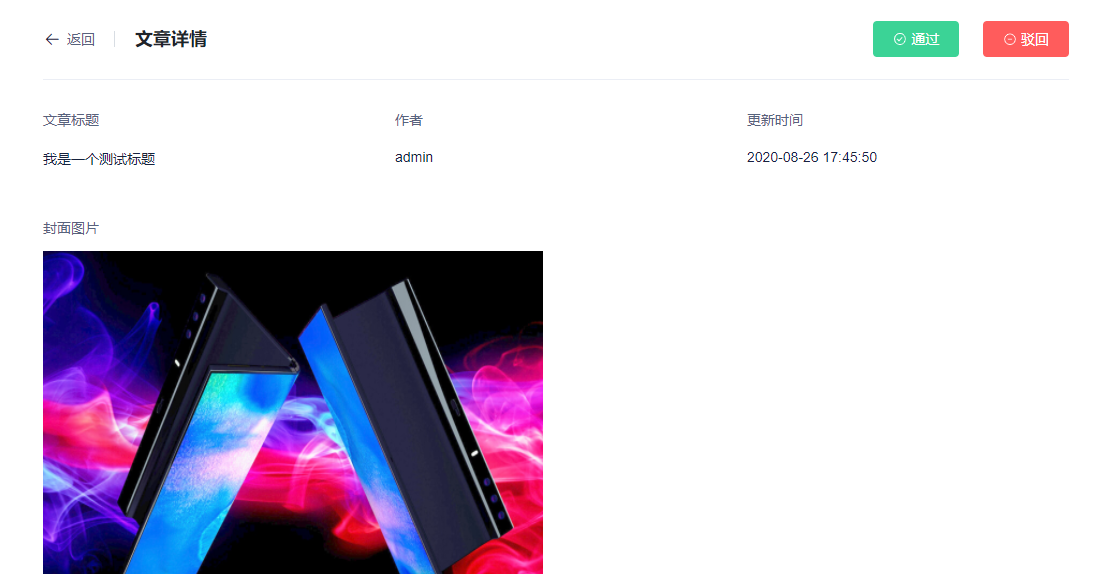 返回
文章详情
通过
驳回
文章标题
作者
更新时间
我是一个测试标题
admin
2020-08-26 17:45:50
封面图片